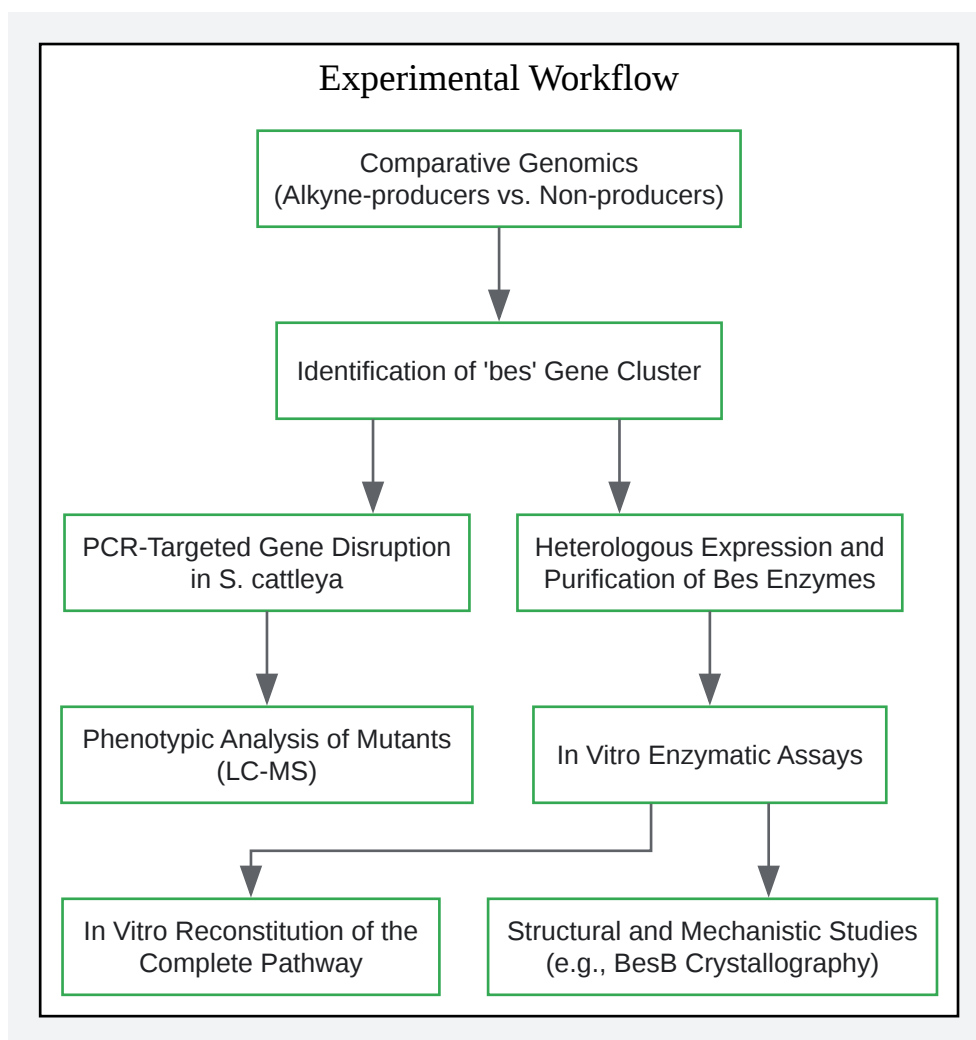 Experimental Workflow
Comparative Genomics
(Alkyne-producers vs. Non-producers)
Identification of 'bes' Gene Cluster
PCR-Targeted Gene Disruption
in S. cattleya
Heterologous Expression and
Purification of Bes Enzymes
Phenotypic Analysis of Mutants
(LC-MS)
In Vitro Enzymatic Assays
In Vitro Reconstitution of the
Complete Pathway
Structural and Mechanistic Studies
(e.g., BesB Crystallography)